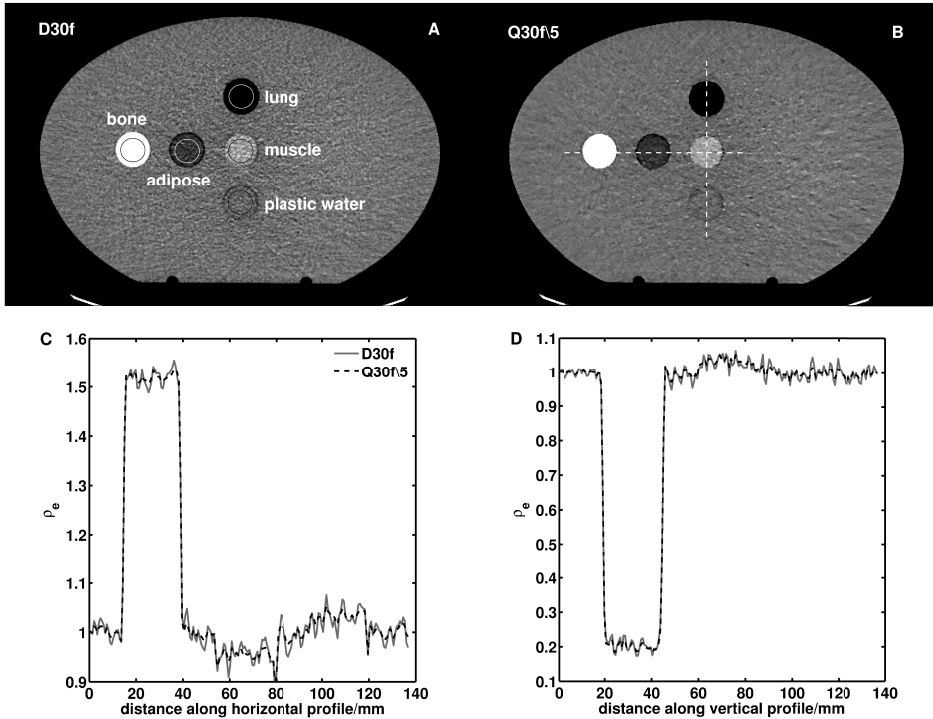 D30f
A
lung
bone
muscle
adipose
plastic water
Q30f\5
B
C
D30f
Q30f\5
1.6
1.5
1.4
1.3
1.2
1.1
1
0.9
ρe
0 20 40 60 80 100 120 140
distance along horizontal profile/mm
D
1.1
1
0.9
0.8
0.7
0.6
0.5
0.4
0.3
0.2
0.1
ρe
0 20 40 60 80 100 120 140
distance along vertical profile/mm